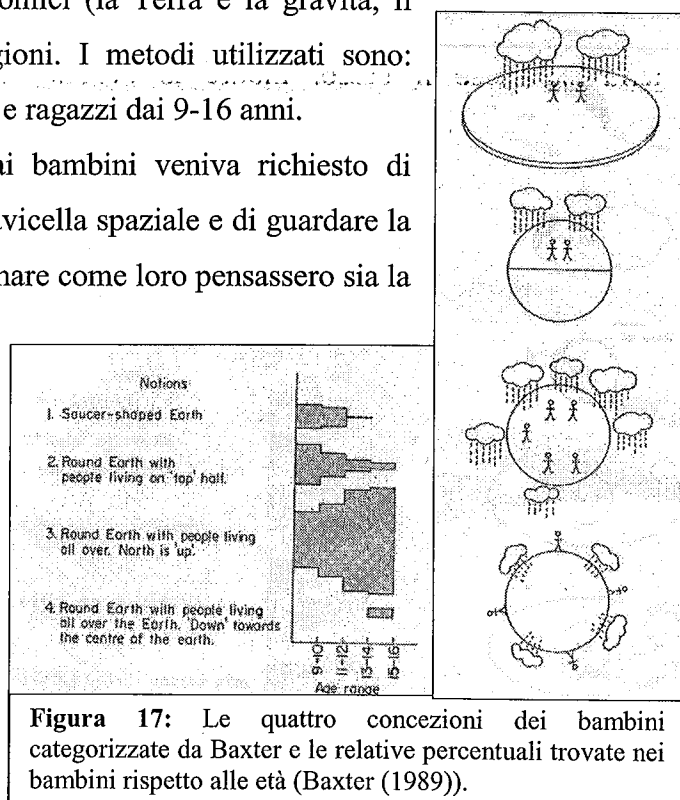 omici (la Terra e la gravità, il
gioni. I metodi utilizzati sono:
e ragazzi dai 9-16 anni.
ai bambini veniva richiesto di
avicella spaziale e di guardare la
nare come loro pensassero sia la
Notions
1. Saucer-shaped Earth
2. Round Earth with
people living on 'top' half.
3. Round Earth with people living
all over. North is 'up'.
4. Round Earth with people living
all over the Earth. 'Down' towards
the centre of the earth.
9-10
11-12
13-14
15-16
Age range
Figura 17: Le quattro concezioni dei bambini
categorizzate da Baxter e le relative percentuali trovate nei
bambini rispetto alle età (Baxter (1989)).